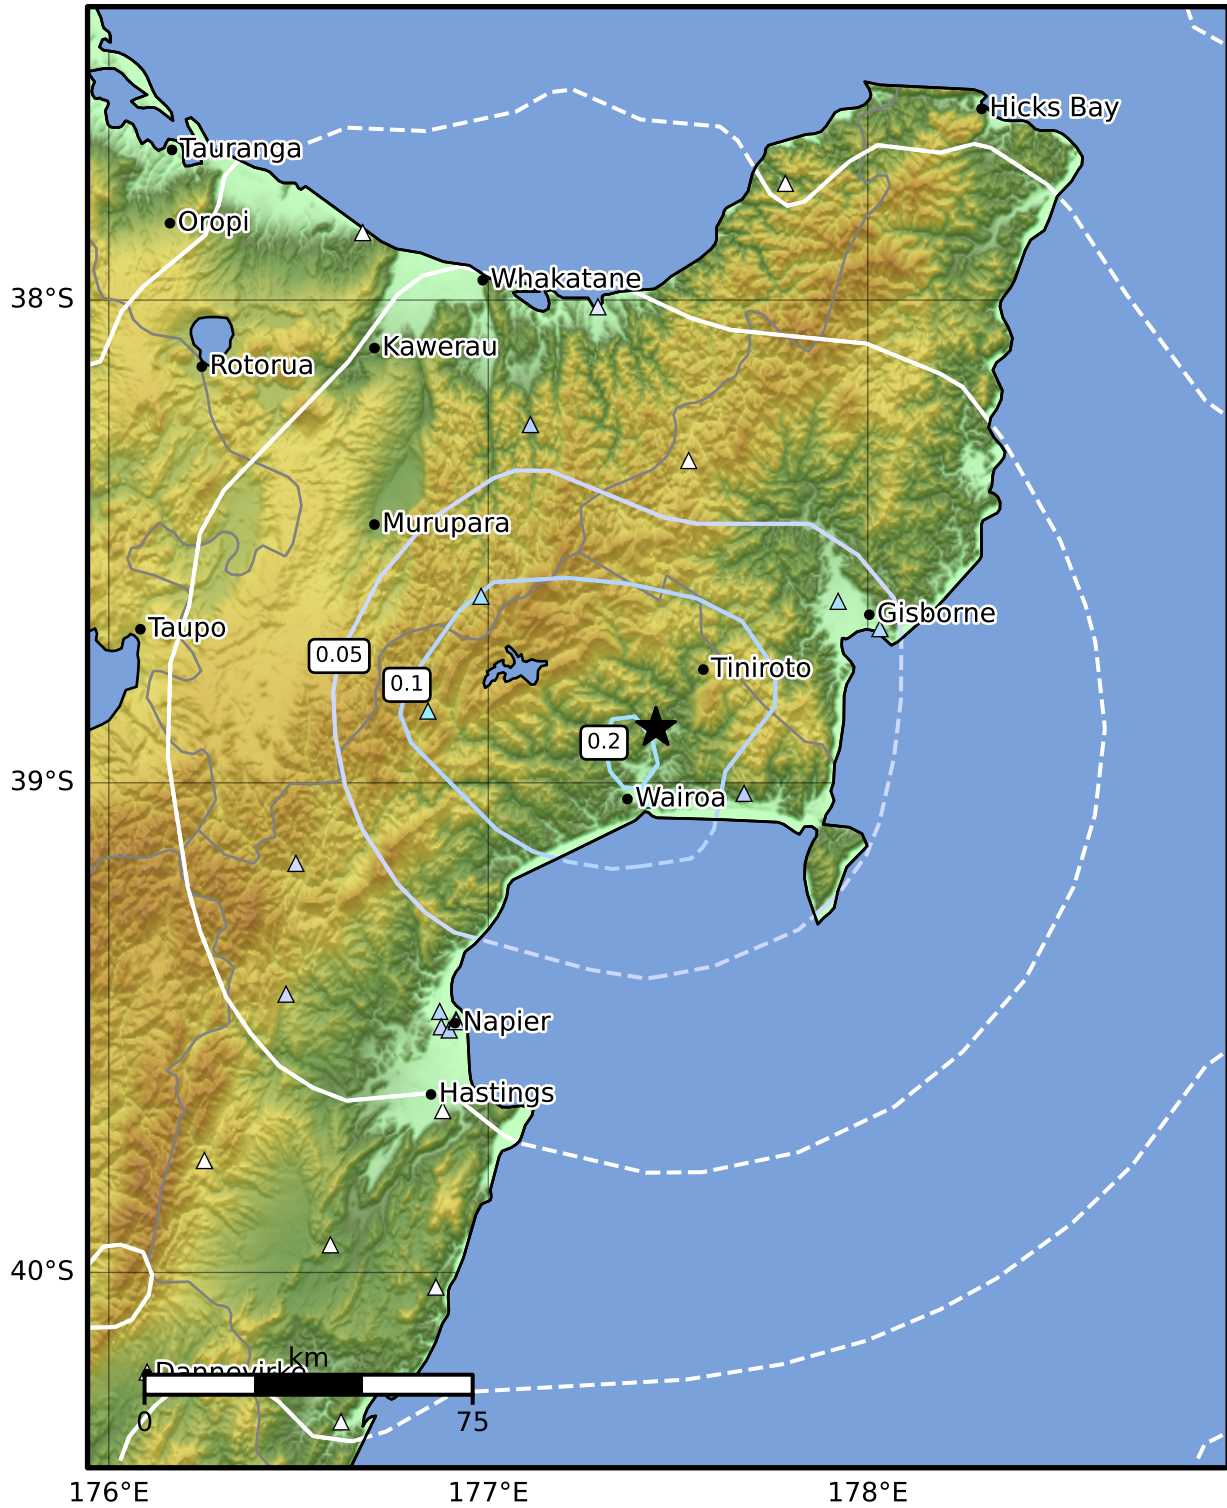 Hicks Bay
Tauranga
Oropi
Whakatane
38°S
Kawerau
Rotorua
Murupara
Gisborne
Taupo
0.05
Tiniroto
0.1
0.2
39°S
Wairoa
Napier
Hastings
40°S
km
Dannevirke
0
75
176°E
177°E
178°E